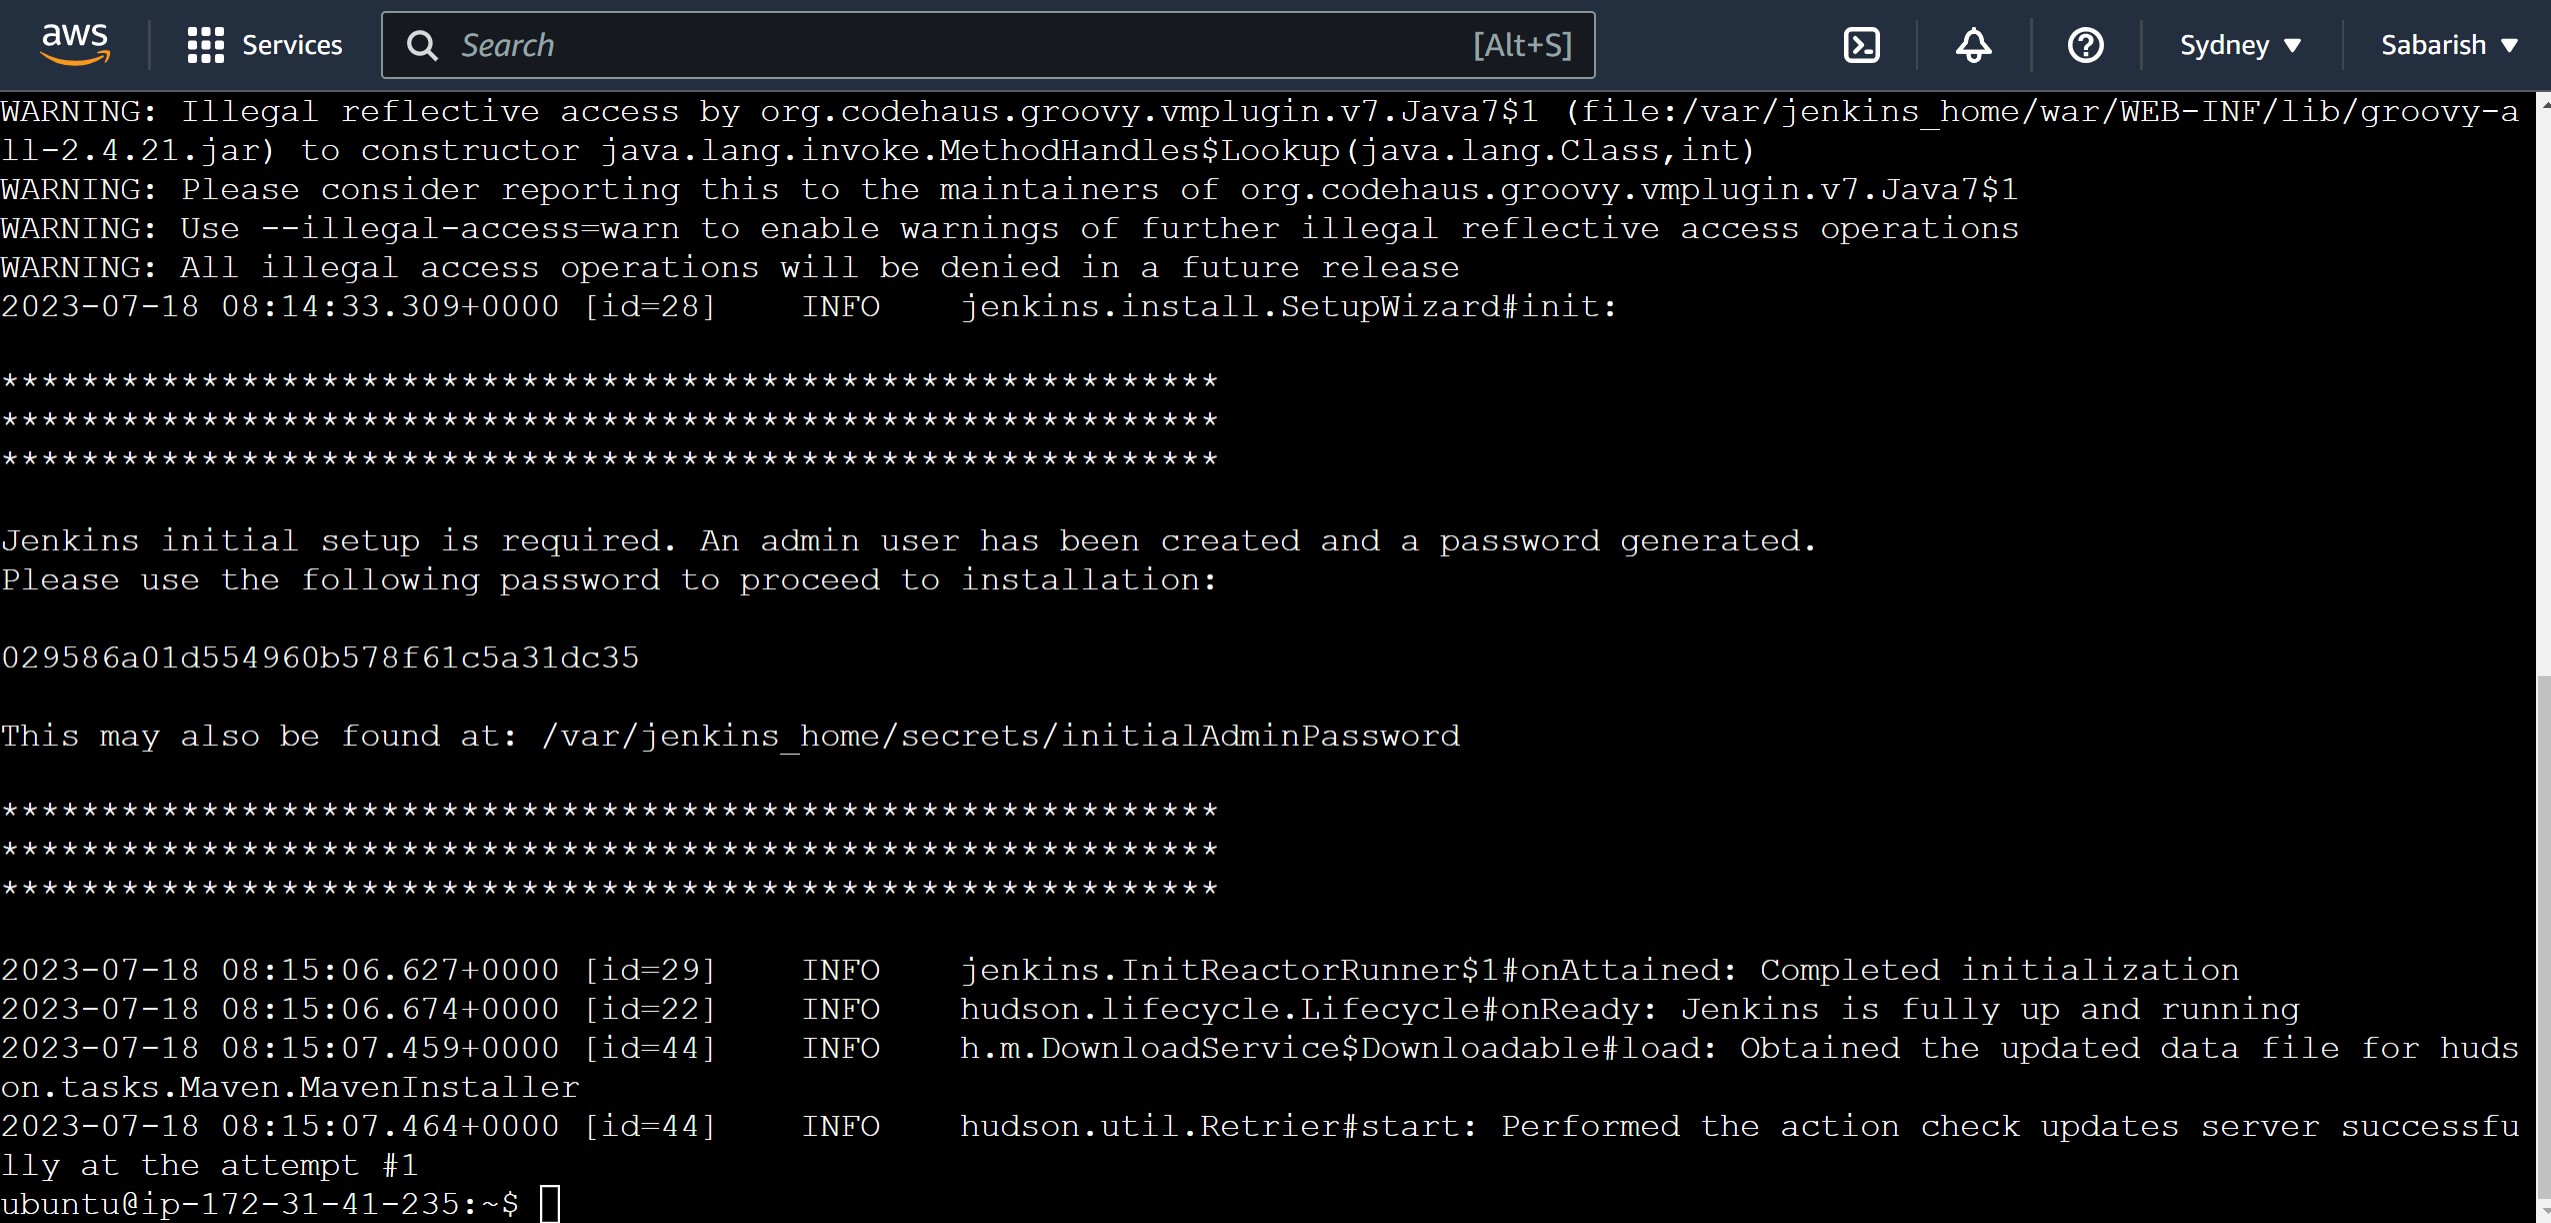 aws Services Search [Alt+S] Sydney Sabarish
WARNING: Illegal reflective access by org.codehaus.groovy.vmplugin.v7.Java7$1 (file:/var/jenkins_home/war/WEB-INF/lib/groovy-a
ll-2.4.21.jar) to constructor java.lang.invoke.MethodHandles$Lookup(java.lang.Class,int)
WARNING: Please consider reporting this to the maintainers of org.codehaus.groovy.vmplugin.v7.Java7$1
WARNING: Use --illegal-access=warn to enable warnings of further illegal reflective access operations
WARNING: All illegal access operations will be denied in a future release
2023-07-18 08:14:33.309+0000 [id=28] INFO jenkins.install.SetupWizard#init:
*************************************************************
*************************************************************
*************************************************************
Jenkins initial setup is required. An admin user has been created and a password generated.
Please use the following password to proceed to installation:
029586a01d554960b578f61c5a31dc35
This may also be found at: /var/jenkins_home/secrets/initialAdminPassword
*************************************************************
*************************************************************
*************************************************************
2023-07-18 08:15:06.627+0000 [id=29] INFO jenkins.InitReactorRunner$1#onAttained: Completed initialization
2023-07-18 08:15:06.674+0000 [id=22] INFO hudson.lifecycle.Lifecycle#onReady: Jenkins is fully up and running
2023-07-18 08:15:07.459+0000 [id=44] INFO h.m.DownloadService$Downloadable#load: Obtained the updated data file for huds
on.tasks.Maven.MavenInstaller
2023-07-18 08:15:07.464+0000 [id=44] INFO hudson.util.Retrier#start: Performed the action check updates server successfu
lly at the attempt #1
ubuntu@ip-172-31-41-235:~$